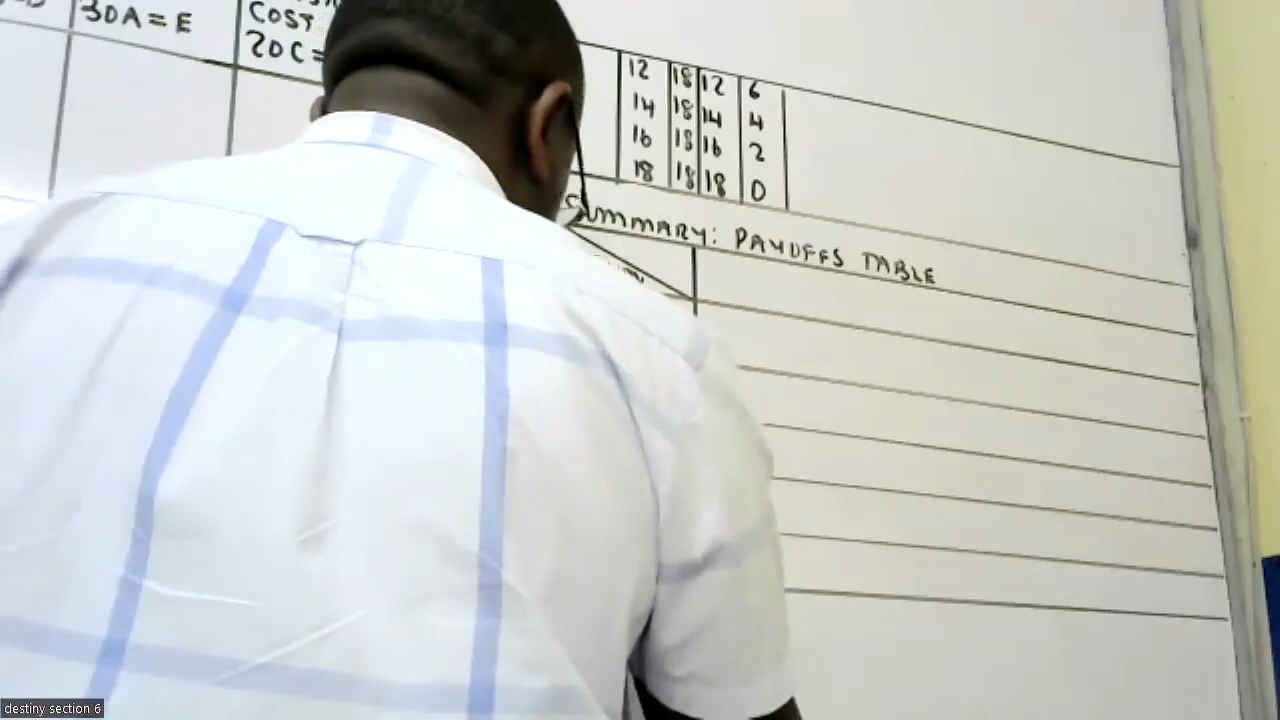 30A = E
COST
20C =
12 18 12 6
14 18 14 4
16 18 16 2
18 18 18 0
SUMMARY: PAYOFFS TABLE
destiny section 6